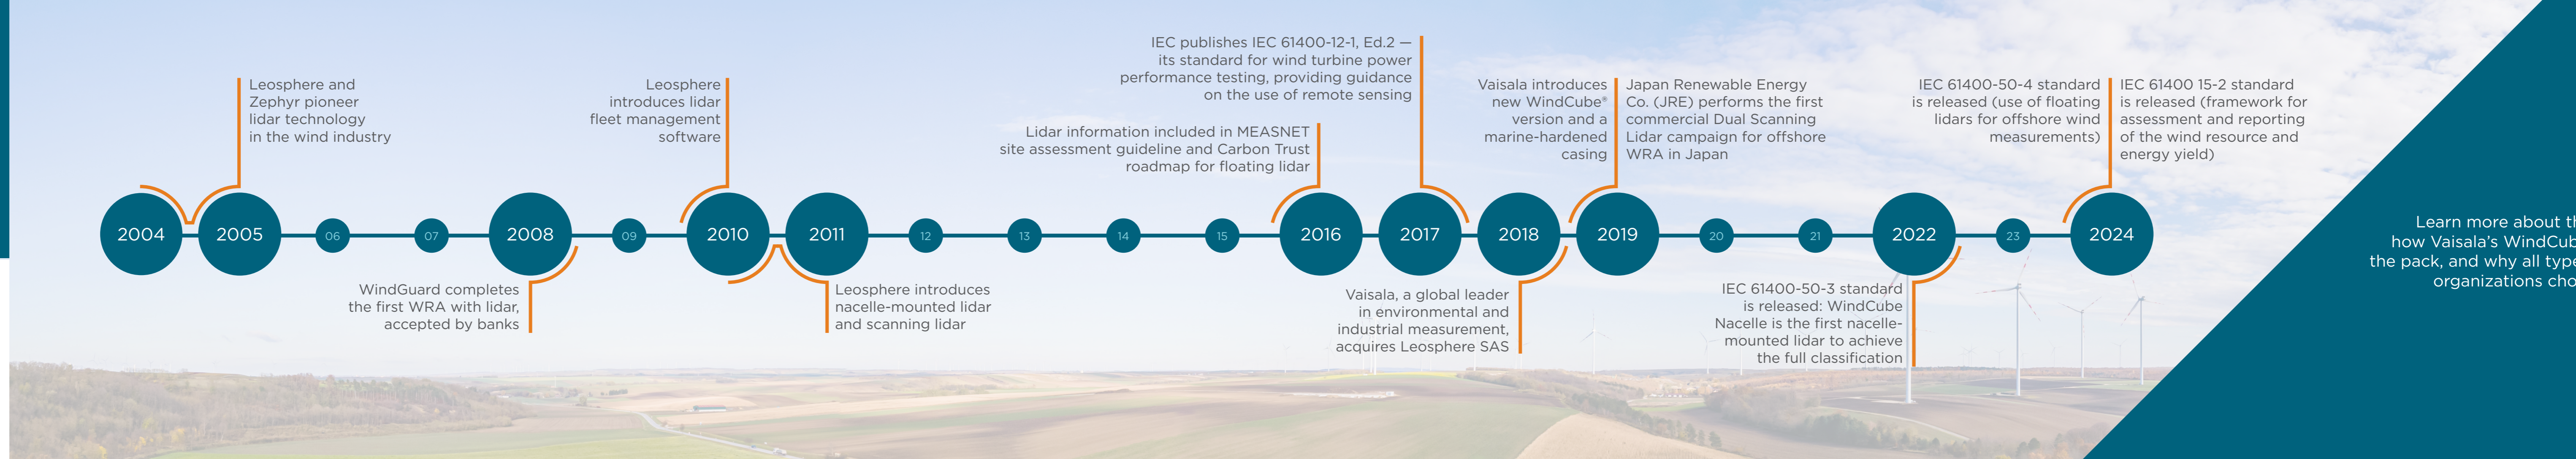 Leosphere and
Zephyr pioneer
lidar technology
in the wind industry
Leosphere
introduces lidar
fleet management
software
Lidar information included in MEASNET
site assessment guideline and Carbon Trust
roadmap for floating lidar
IEC publishes IEC 61400-12-1, Ed.2 —
its standard for wind turbine power
performance testing, providing guidance
on the use of remote sensing
Vaisala introduces
new WindCube®
version and a
marine-hardened
casing
Japan Renewable Energy
Co. (JRE) performs the first
commercial Dual Scanning
Lidar campaign for offshore
WRA in Japan
IEC 61400-50-4 standard
is released (use of floating
lidars for offshore wind
measurements)
IEC 61400 15-2 standard
is released (framework for
assessment and reporting
of the wind resource and
energy yield)
2004 2005 06 07 2008 09 2010 2011 12 13 14 15 2016 2017 2018 2019 20 21 2022 23 2024
WindGuard completes
the first WRA with lidar,
accepted by banks
Leosphere introduces
nacelle-mounted lidar
and scanning lidar
Vaisala, a global leader
in environmental and
industrial measurement,
acquires Leosphere SAS
IEC 61400-50-3 standard
is released: WindCube
Nacelle is the first nacelle-
mounted lidar to achieve
the full classification
Learn more about
how Vaisala's
the pack, and why all
organizations